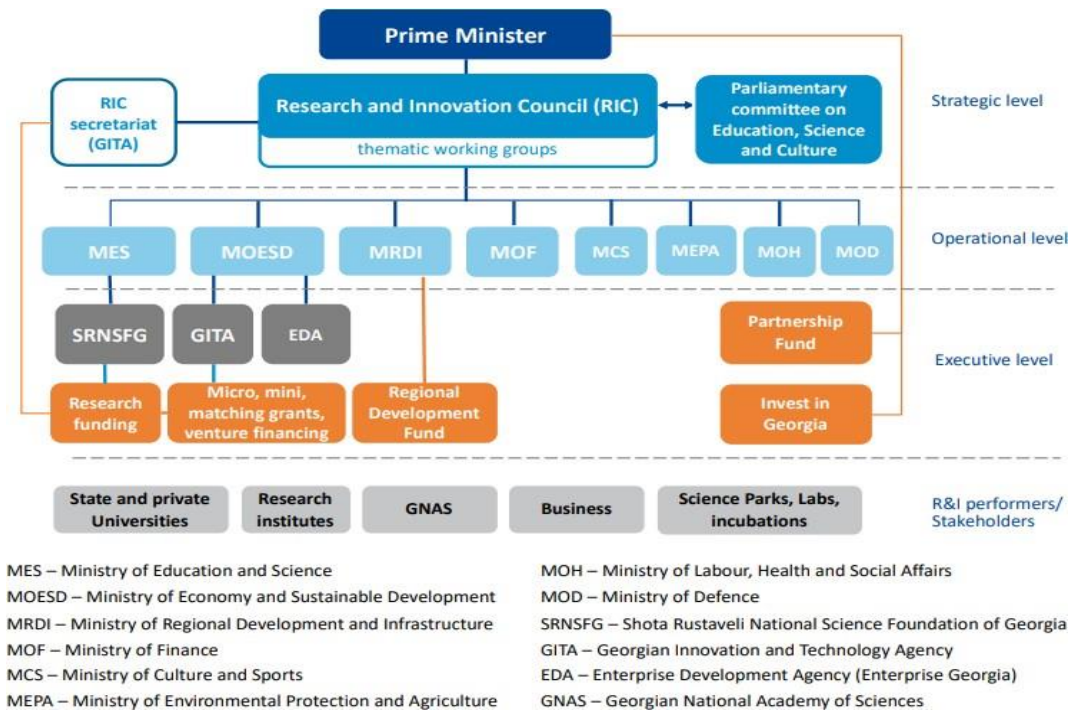 Prime Minister
RIC
secretariat
(GITA)
Research and Innovation Council (RIC)
thematic working groups
Parliamentary
committee on
Education, Science
and Culture
Strategic level
MES
MOESD
MRDI
MOF
MCS
MEPA
MOH
MOD
Operational level
SRNSFG
GITA
EDA
Partnership
Fund
Executive level
Research
funding
Micro, mini,
matching grants,
venture financing
Regional
Development
Fund
Invest in
Georgia
State and private
Universities
Research
institutes
GNAS
Business
Science Parks, Labs,
incubations
R&I performers/
Stakeholders
MES – Ministry of Education and Science
MOESD – Ministry of Economy and Sustainable Development
MRDI – Ministry of Regional Development and Infrastructure
MOF – Ministry of Finance
MCS – Ministry of Culture and Sports
MEPA – Ministry of Environmental Protection and Agriculture
MOH – Ministry of Labour, Health and Social Affairs
MOD – Ministry of Defence
SRNSFG – Shota Rustaveli National Science Foundation of Georgia
GITA – Georgian Innovation and Technology Agency
EDA – Enterprise Development Agency (Enterprise Georgia)
GNAS – Georgian National Academy of Sciences